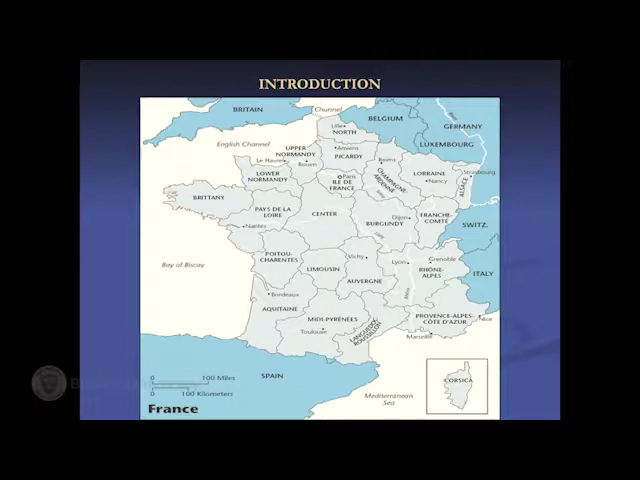 INTRODUCTION
BRITAIN
Channel
BELGIUM
GERMANY
Lille
NORTH
English Channel
UPPER
NORMANDY
Amiens
PICARDY
LUXEMBOURG
Le Havre
Rouen
Reims
LOWER
NORMANDY
Paris
ILE DE
FRANCE
CHAMPAGNE-
ARDENNE
LORRAINE
Nancy
Strasbourg
ALSACE
BRITTANY
PAYS DE LA
LOIRE
CENTER
Nantes
BURGUNDY
Dijon
FRANCHE-
COMTE
SWITZ.
POITOU-
CHARENTES
Vichy
LIMOUSIN
AUVERGNE
Lyon
Grenoble
RHÔNE-
ALPES
ITALY
Bay of Biscay
Bordeaux
AQUITAINE
MIDI-PYRÉNÉES
Toulouse
LANGUEDOC-
ROUSSILLON
PROVENCE-ALPES-
CÔTE D'AZUR
Nice
Marseille
SPAIN
Mediterranean
Sea
CORSICA
0 100 Miles
0 100 Kilometers
France